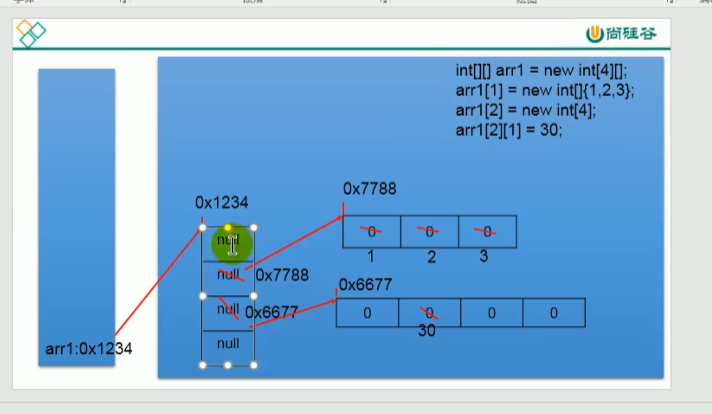 尚硅谷
int[][] arr1 = new int[4][];
arr1[1] = new int[]{1,2,3};
arr1[2] = new int[4];
arr1[2][1] = 30;
0x7788
0x1234
null
0 0 0
1 2 3
null 0x7788
0x6677
null 0x6677
0 0 0 0
30
null
arr1:0x1234